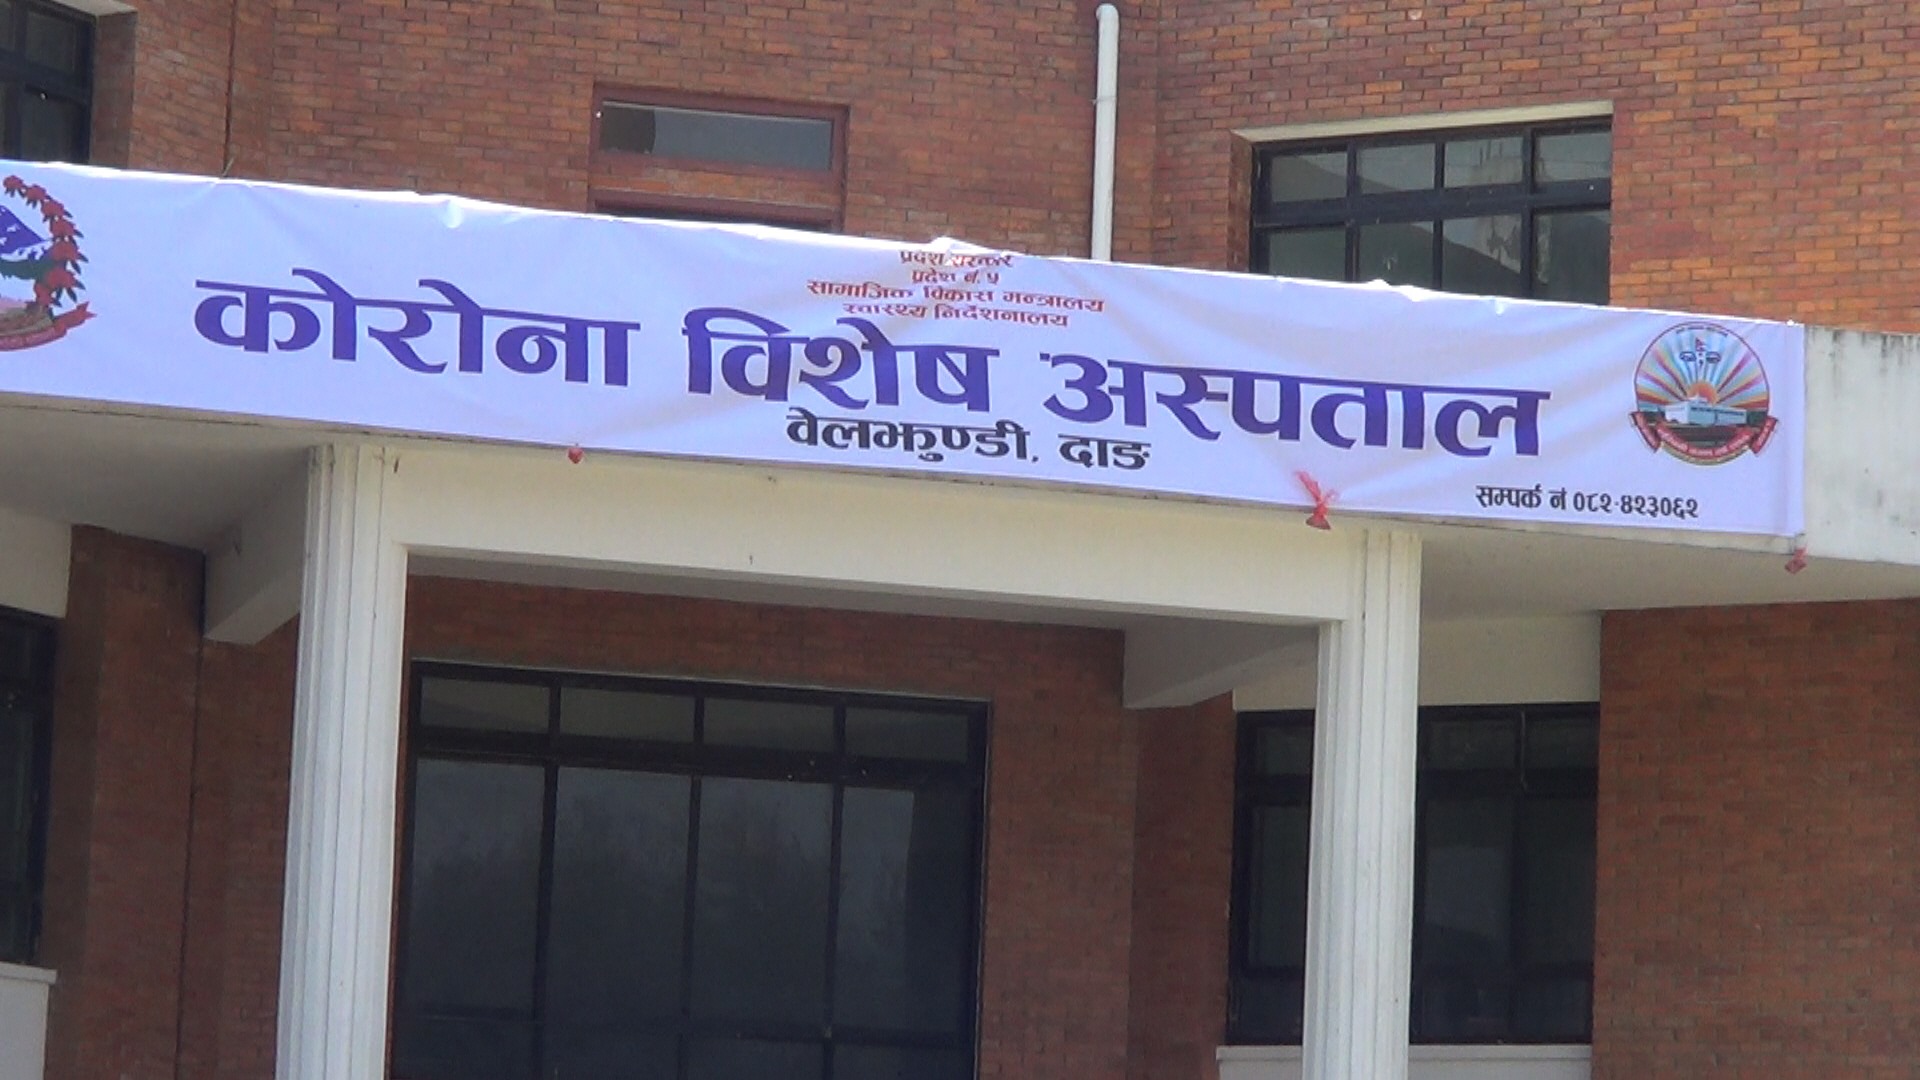 प्रदेश सरकार
प्रदेश नं. ५
सामाजिक विकास मन्त्रालय
स्वास्थ्य निर्देशनालय
कोरोना विशेष अस्पताल
वेलझुण्डी, दाङ
सम्पर्क नं ०८२-४२३०६२